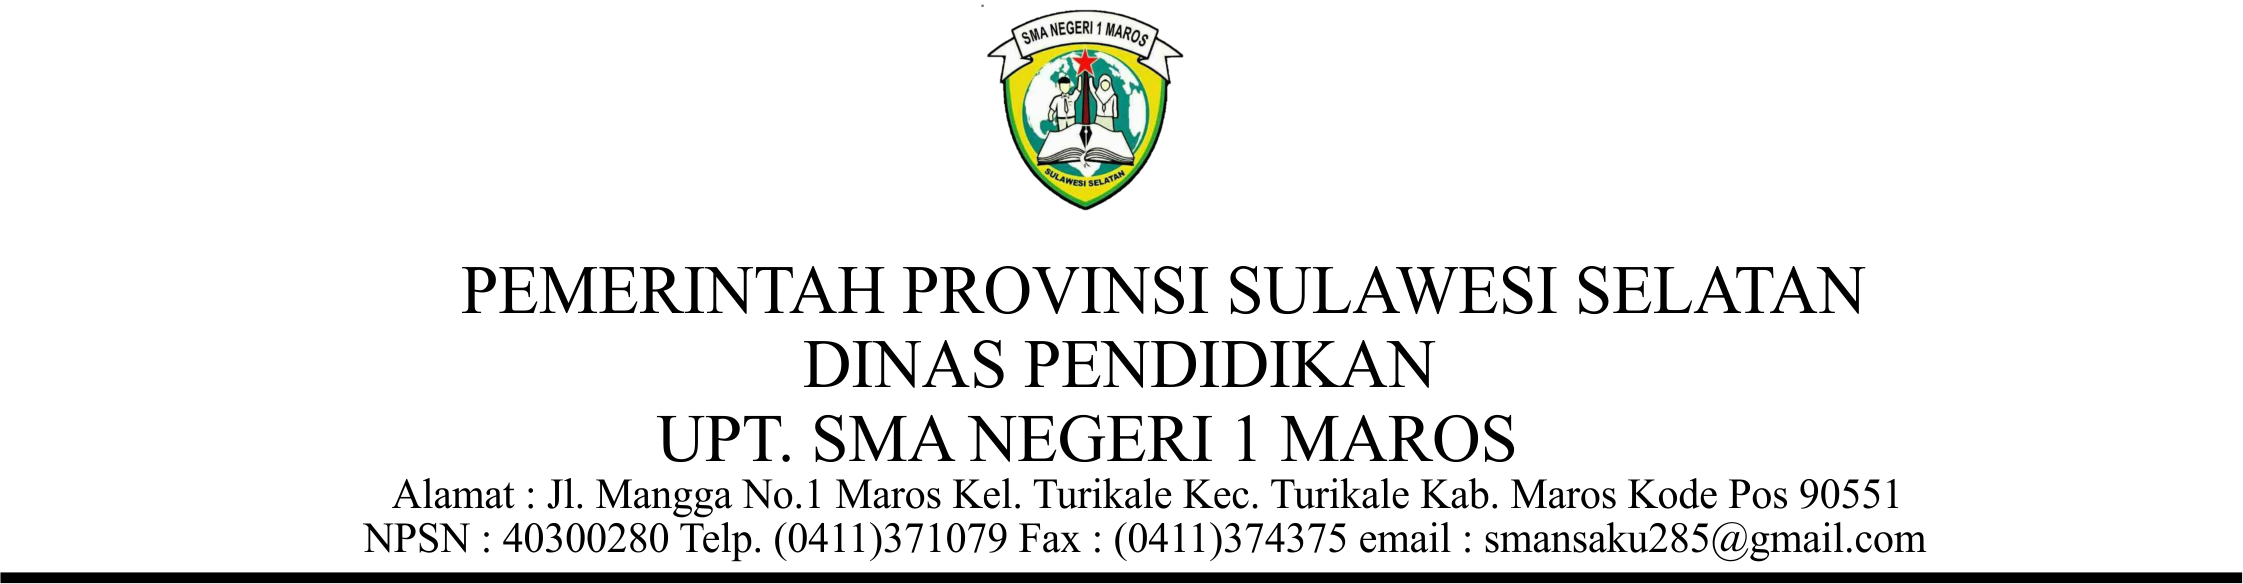 SMA NEGERI 1 MAROS
SULAWESI SELATAN
PEMERINTAH PROVINSI SULAWESI SELATAN
DINAS PENDIDIKAN
UPT. SMA NEGERI 1 MAROS
Alamat : Jl. Mangga No.1 Maros Kel. Turikale Kec. Turikale Kab. Maros Kode Pos 90551
NPSN : 40300280 Telp. (0411)371079 Fax : (0411)374375 email : smansaku285@gmail.com